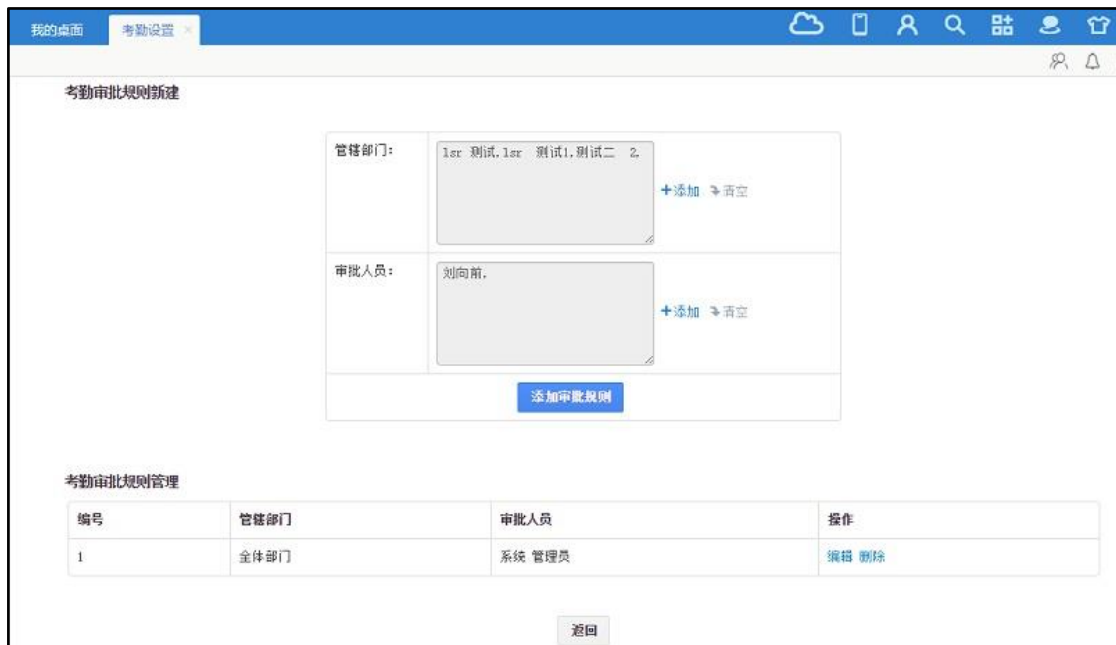 我的桌面 考勤设置 ×
考勤审批规则新建
管辖部门: lsr 测试,lsr 测试1,测试二 2,
+添加 清空
审批人员: 刘向前,
+添加 清空
添加审批规则
考勤审批规则管理
编号 管辖部门 审批人员 操作
1 全体部门 系统 管理员 编辑 删除
返回